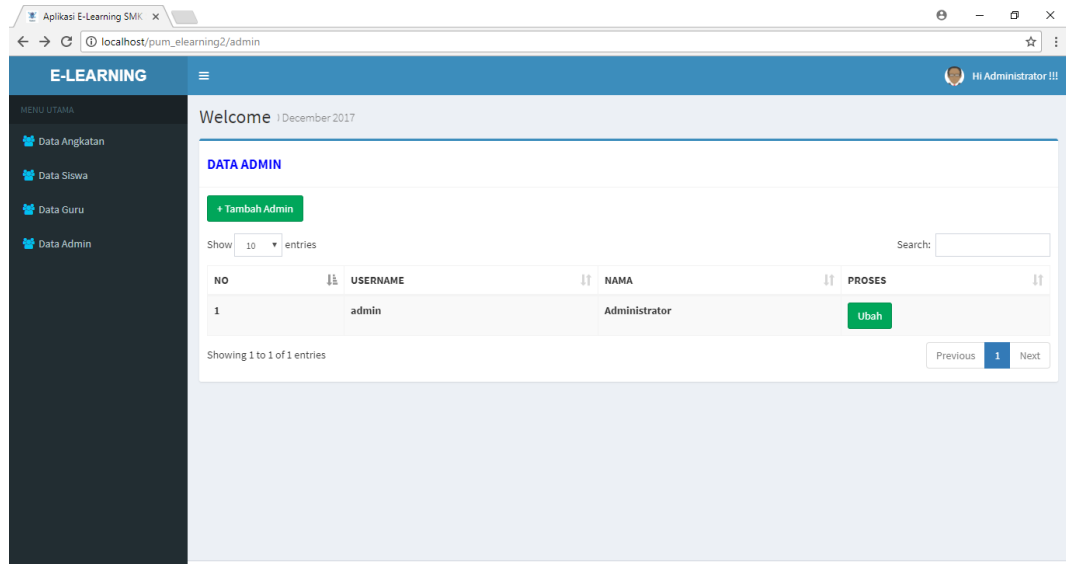 Aplikasi E-Learning SMK
localhost/pum_elearning2/admin
E-LEARNING
Hi Administrator !!!
MENU UTAMA
Data Angkatan
Data Siswa
Data Guru
Data Admin
Welcome
December 2017
DATA ADMIN
+ Tambah Admin
Show 10 entries
Search:
NO USERNAME NAMA PROSES
1 admin Administrator Ubah
Showing 1 to 1 of 1 entries
Previous 1 Next